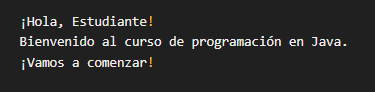 ¡Hola, Estudiante!
Bienvenido al curso de programación en Java.
¡Vamos a comenzar!